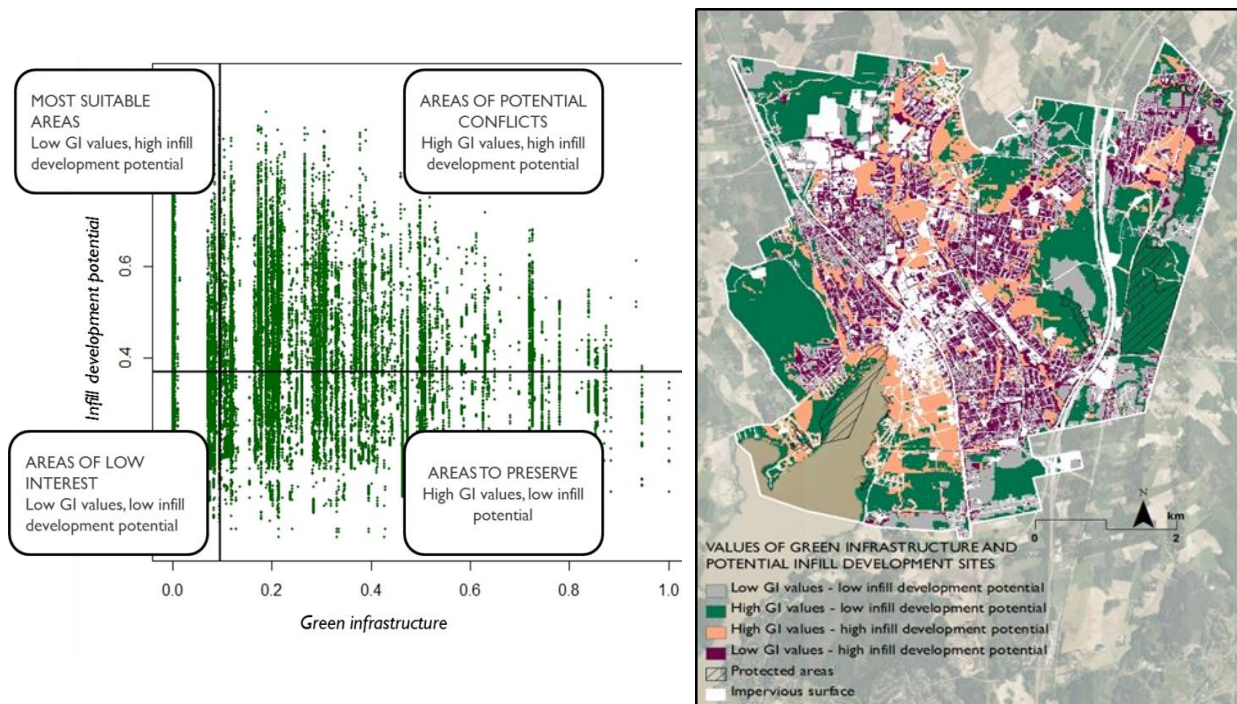 MOST SUITABLE
AREAS
Low GI values, high infill
development potential
AREAS OF POTENTIAL
CONFLICTS
High GI values, high infill
development potential
Infill development potential
0.6
0.4
AREAS OF LOW
INTEREST
Low GI values, low infill
development potential
AREAS TO PRESERVE
High GI values, low infill
potential
0.0
0.2
0.4
0.6
0.8
1.0
Green infrastructure
N
km
0
2
VALUES OF GREEN INFRASTRUCTURE AND
POTENTIAL INFILL DEVELOPMENT SITES
Low GI values - low infill development potential
High GI values - low infill development potential
High GI values - high infill development potential
Low GI values - high infill development potential
Protected areas
Impervious surface